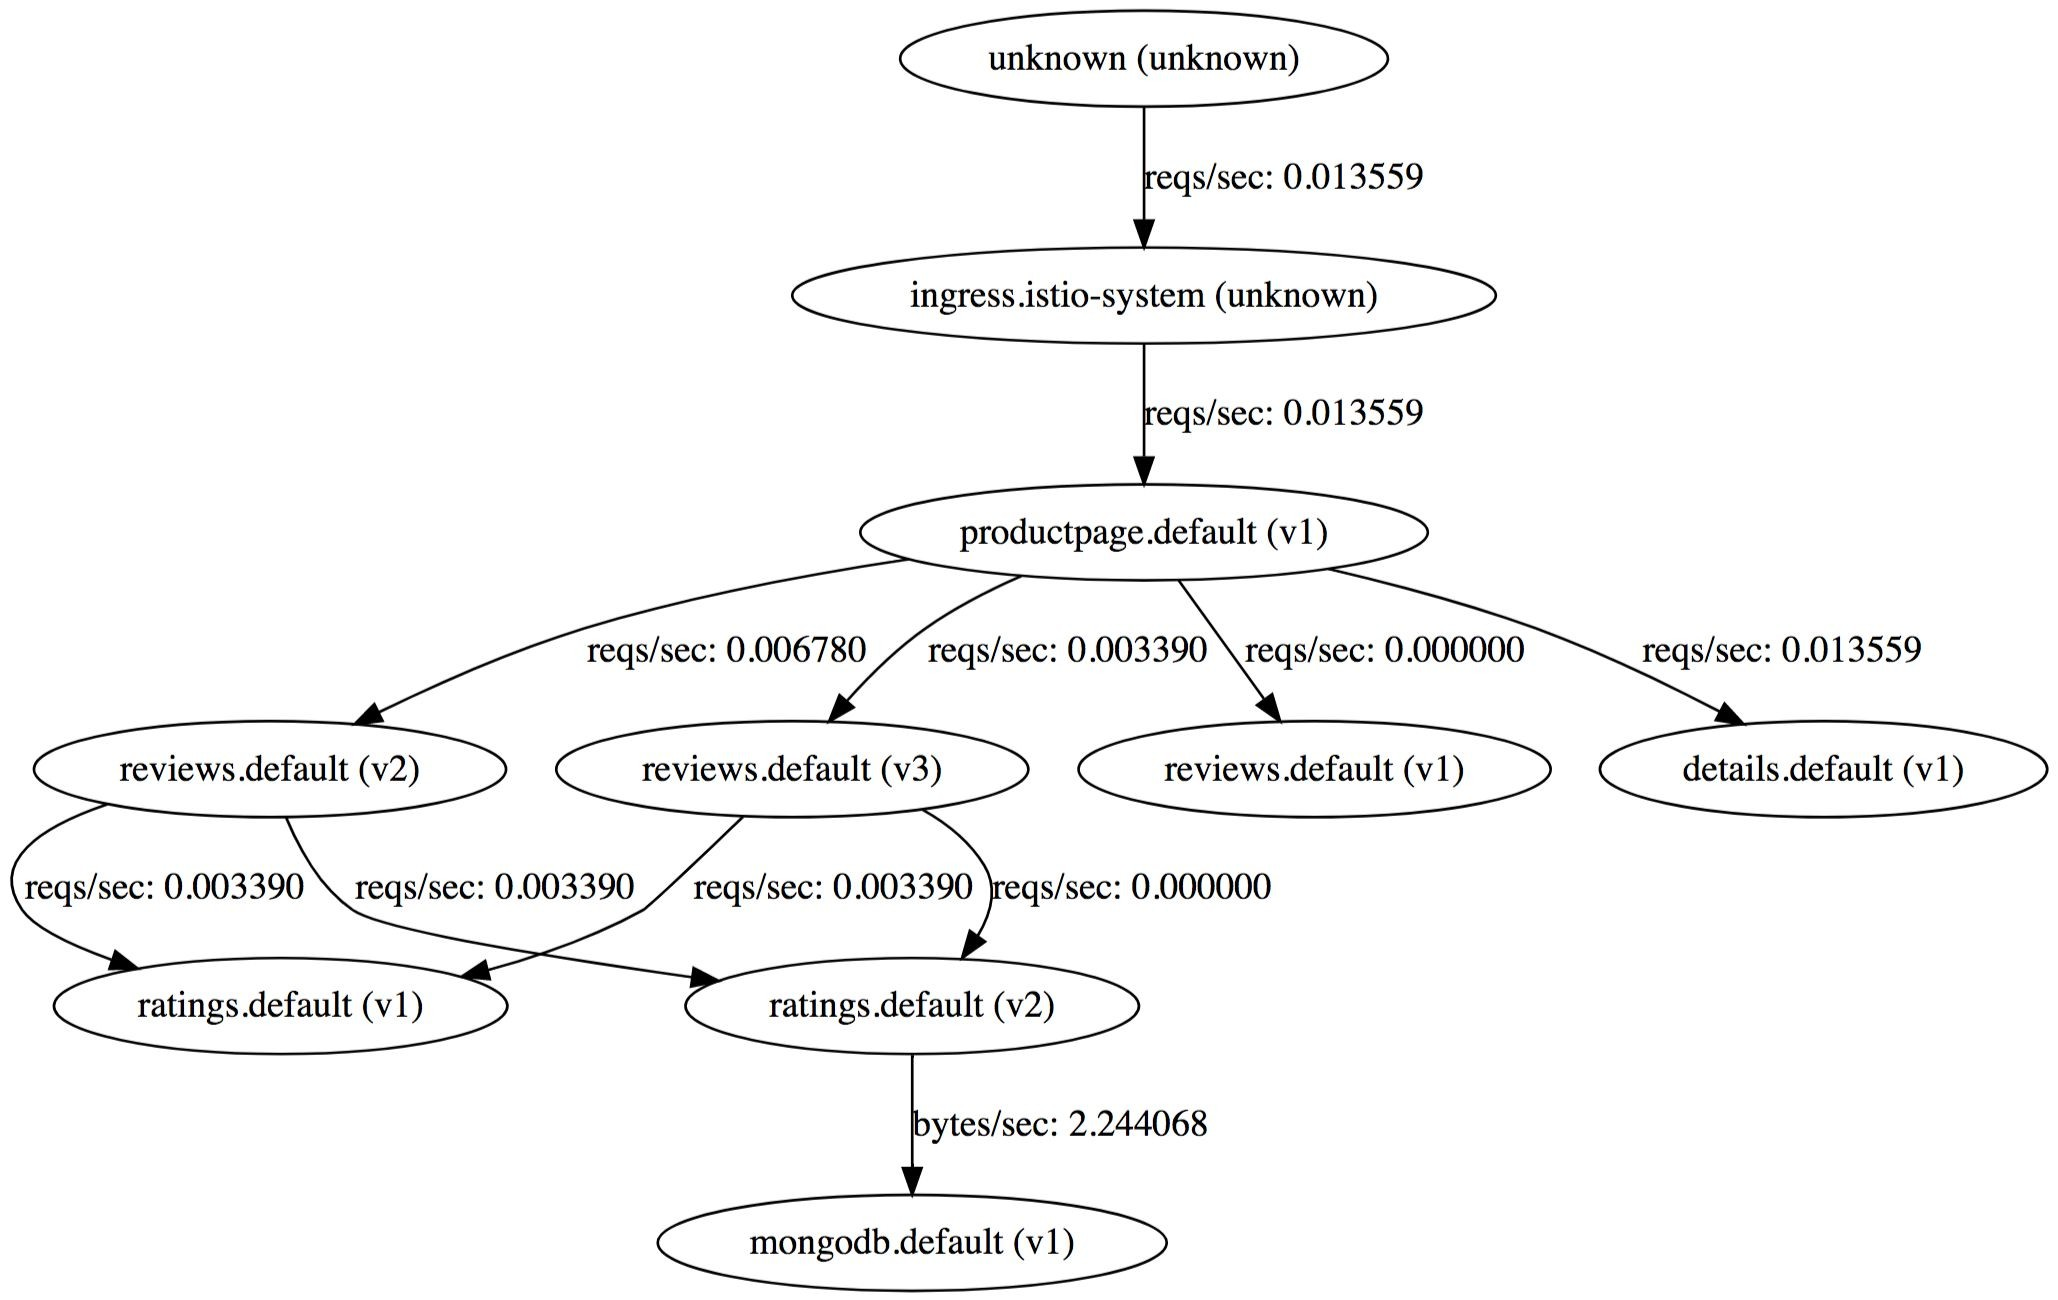 unknown (unknown)
reqs/sec: 0.013559
ingress.istio-system (unknown)
reqs/sec: 0.013559
productpage.default (v1)
reqs/sec: 0.006780
reqs/sec: 0.003390
reqs/sec: 0.000000
reqs/sec: 0.013559
reviews.default (v2)
reviews.default (v3)
reviews.default (v1)
details.default (v1)
reqs/sec: 0.003390
reqs/sec: 0.003390
reqs/sec: 0.003390
reqs/sec: 0.000000
ratings.default (v1)
ratings.default (v2)
bytes/sec: 2.244068
mongodb.default (v1)